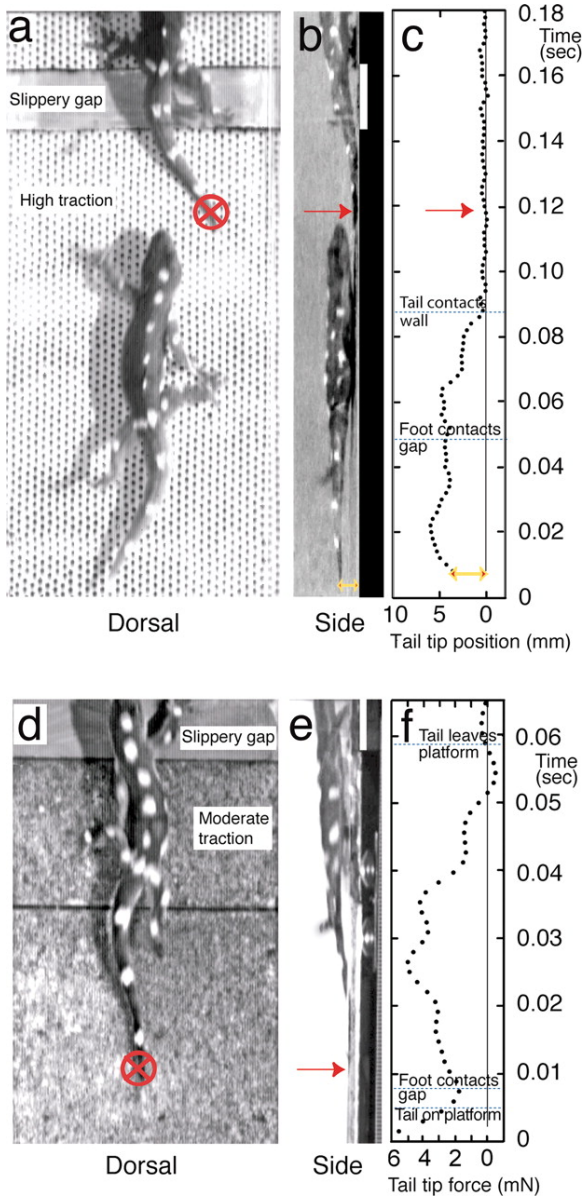 a
Slippery gap
High traction
Dorsal
b
Side
c
0.18
Time
(sec)
0.16
0.14
0.12
0.10
Tail contacts
wall
0.08
0.06
Foot contacts
gap
0.04
0.02
0
10 5 0
Tail tip position (mm)
d
Slippery gap
Moderate
traction
Dorsal
e
Side
f
Tail leaves
platform
0.06
Time
(sec)
0.05
0.04
0.03
0.02
0.01
Foot contacts
gap
Tail on platform
0
6 4 2 0
Tail tip force (mN)